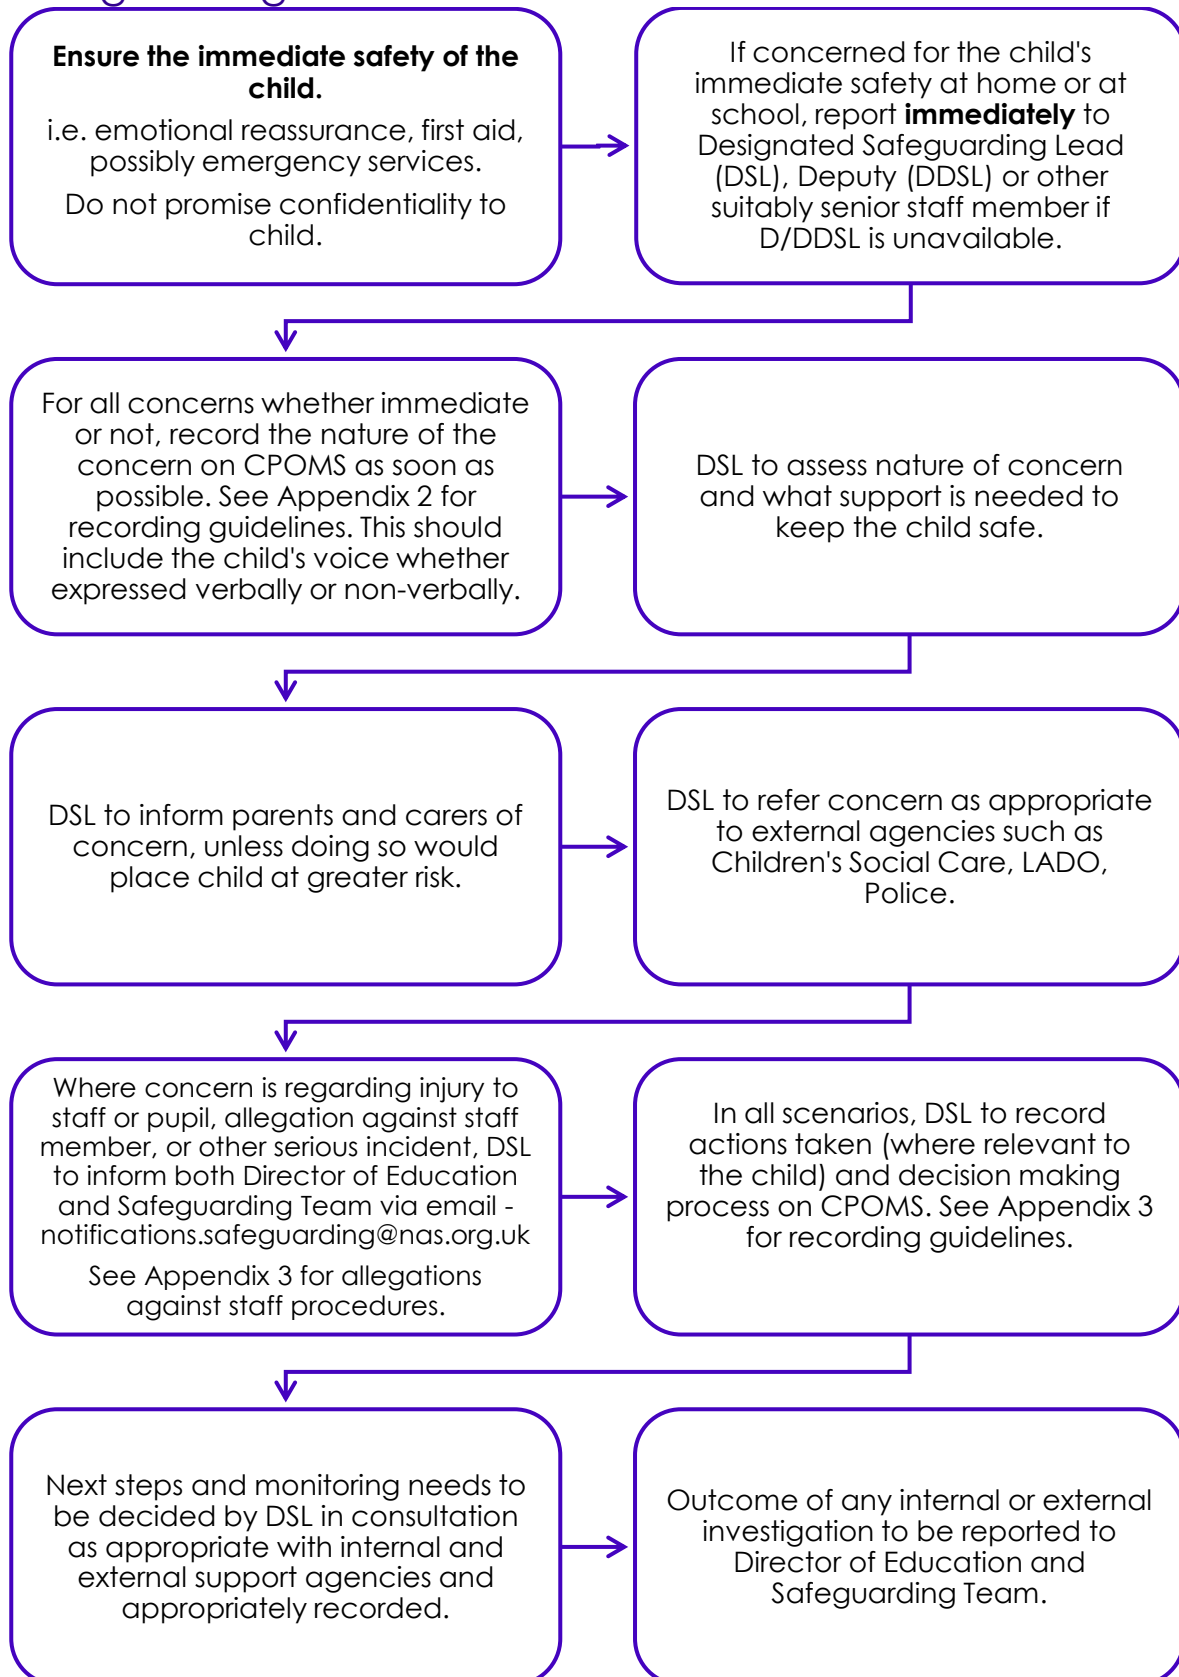 Ensure the immediate safety of the
child.
i.e. emotional reassurance, first aid,
possibly emergency services.
Do not promise confidentiality to
child.
If concerned for the child's
immediate safety at home or at
school, report immediately to
Designated Safeguarding Lead
(DSL), Deputy (DDSL) or other
suitably senior staff member if
D/DDSL is unavailable.
For all concerns whether immediate
or not, record the nature of the
concern on CPOMS as soon as
possible. See Appendix 2 for
recording guidelines. This should
include the child's voice whether
expressed verbally or non-verbally.
DSL to assess nature of concern
and what support is needed to
keep the child safe.
DSL to inform parents and carers of
concern, unless doing so would
place child at greater risk.
DSL to refer concern as appropriate
to external agencies such as
Children's Social Care, LADO,
Police.
Where concern is regarding injury to
staff or pupil, allegation against staff
member, or other serious incident, DSL
to inform both Director of Education
and Safeguarding Team via email -
notifications.safeguarding@nas.org.uk
See Appendix 3 for allegations
against staff procedures.
In all scenarios, DSL to record
actions taken (where relevant to
the child) and decision making
process on CPOMS. See Appendix 3
for recording guidelines.
Next steps and monitoring needs to
be decided by DSL in consultation
as appropriate with internal and
external support agencies and
appropriately recorded.
Outcome of any internal or external
investigation to be reported to
Director of Education and
Safeguarding Team.